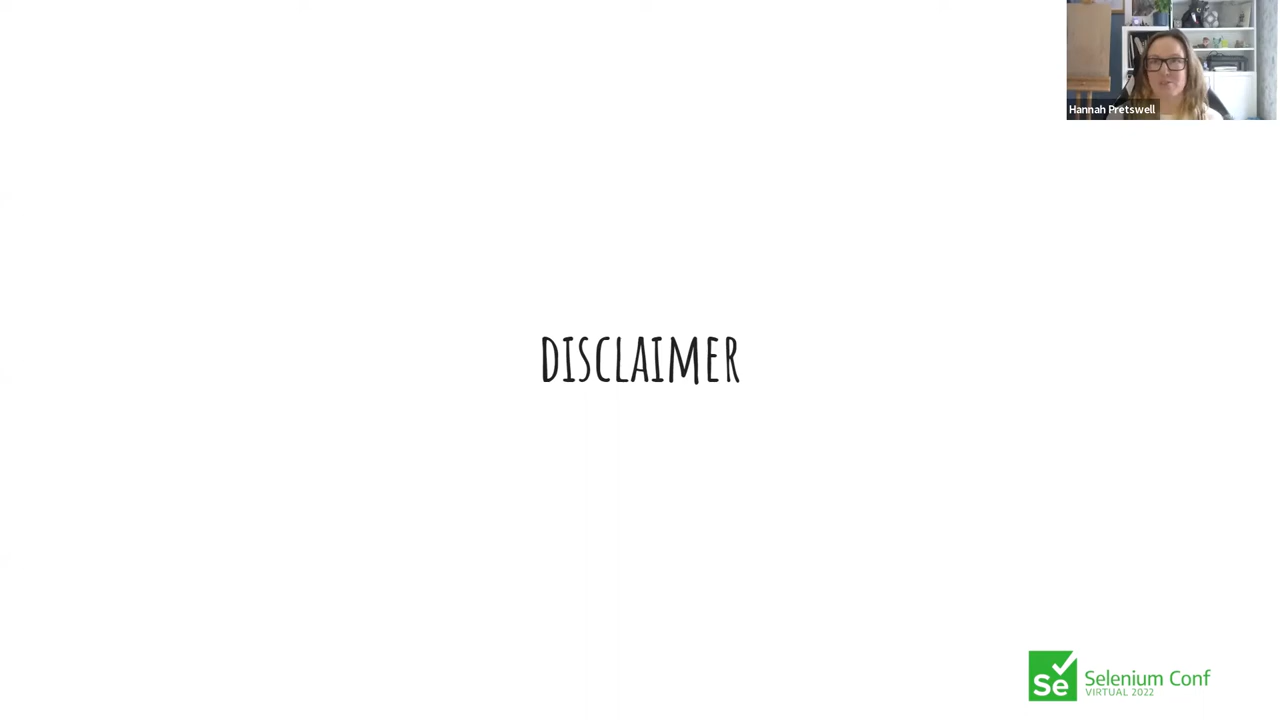 Hannah Pretswell
DISCLAIMER
Se
Selenium Conf
VIRTUAL 2022